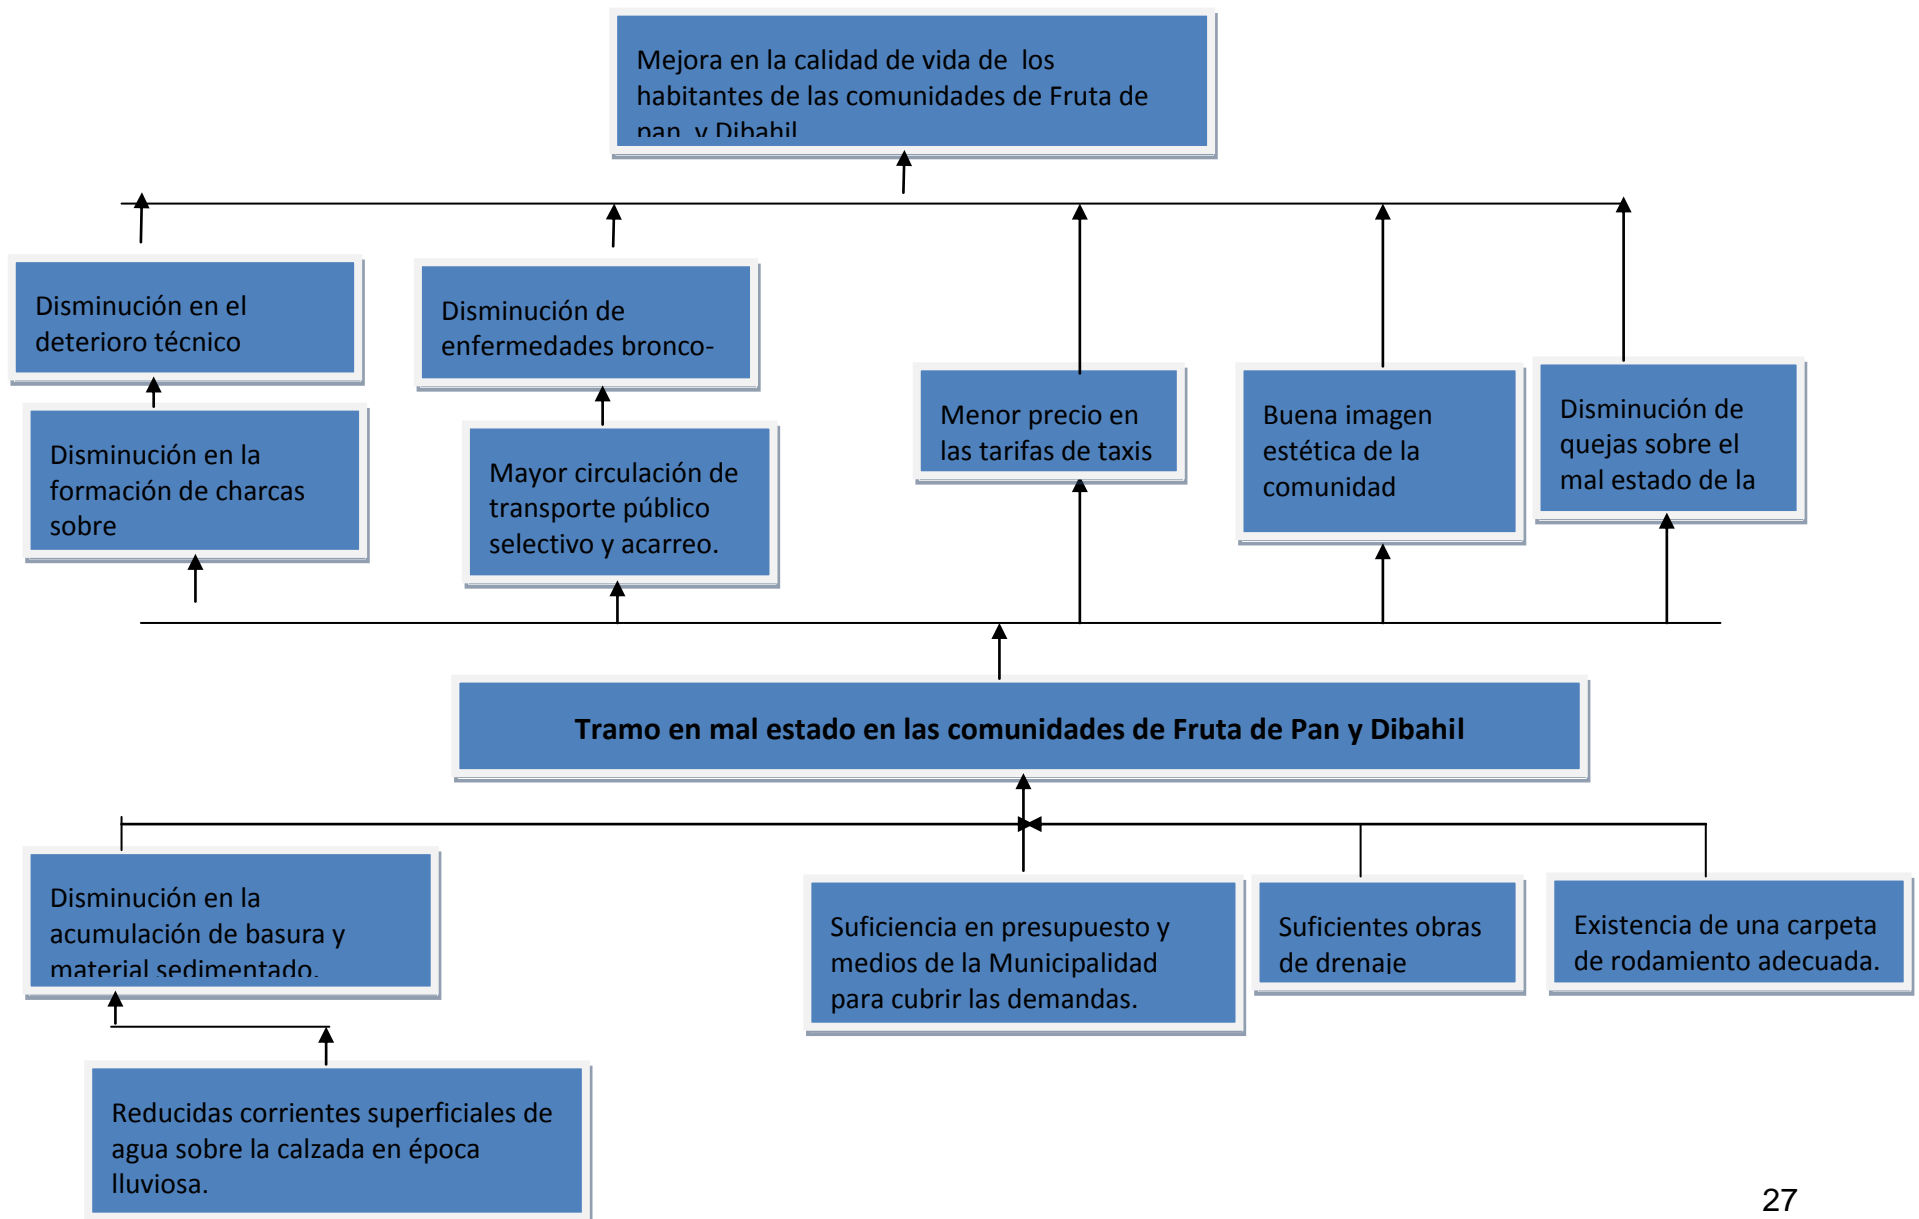 Mejora en la calidad de vida de los
habitantes de las comunidades de Fruta de
pan y Dibahil
Disminución en el
deterioro técnico
Disminución de
enfermedades bronco-
Menor precio en
las tarifas de taxis
Buena imagen
estética de la
comunidad
Disminución de
quejas sobre el
mal estado de la
Disminución en la
formación de charcas
sobre
Mayor circulación de
transporte público
selectivo y acarreo.
Tramo en mal estado en las comunidades de Fruta de Pan y Dibahil
Disminución en la
acumulación de basura y
material sedimentado.
Suficiencia en presupuesto y
medios de la Municipalidad
para cubrir las demandas.
Suficientes obras
de drenaje
Existencia de una carpeta
de rodamiento adecuada.
Reducidas corrientes superficiales de
agua sobre la calzada en época
lluviosa.
27